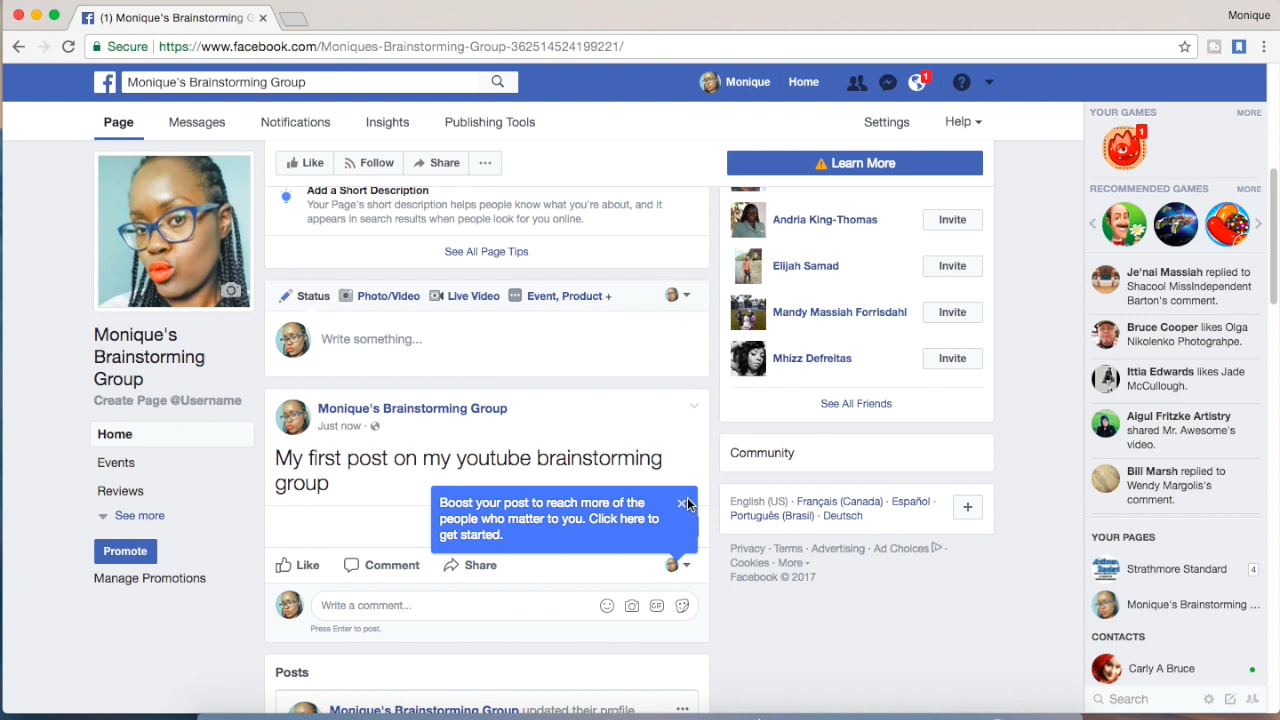 (1) Monique's Brainstorming G
Monique
Secure https://www.facebook.com/Moniques-Brainstorming-Group-362514524199221/
Monique's Brainstorming Group
Monique Home
1
?
Page Messages Notifications Insights Publishing Tools Settings Help
Like Follow Share ...
Learn More
Add a Short Description
Your Page's short description helps people know what you're about, and it
appears in search results when people look for you online.
See All Page Tips
Status Photo/Video Live Video Event, Product +
Write something...
Monique's
Brainstorming
Group
Create Page @Username
Home
Events
Reviews
See more
Promote
Manage Promotions
Monique's Brainstorming Group
Just now ·
My first post on my youtube brainstorming
group
Boost your post to reach more of the
people who matter to you. Click here to
get started.
Like Comment Share
Write a comment...
GIF
Press Enter to post.
Posts
Monique's Brainstorming Group updated their profile
Andria King-Thomas Invite
Elijah Samad Invite
Mandy Massiah Forrisdahl Invite
Mhizz Defreitas Invite
See All Friends
Community
English (US) · Français (Canada) · Español ·
Português (Brasil) · Deutsch
+
Privacy · Terms · Advertising · Ad Choices ·
Cookies · More
Facebook © 2017
YOUR GAMES MORE
1
RECOMMENDED GAMES MORE
Je'nai Massiah replied to
Shacool MissIndependent
Barton's comment.
Bruce Cooper likes Olga
Nikolenko Photograhpe.
Ittia Edwards likes Jade
McCullough.
Aigul Fritzke Artistry
shared Mr. Awesome's
video.
Bill Marsh replied to
Wendy Margolis's
comment.
YOUR PAGES
Strathmore Standard 4
Monique's Brainstorming ...
CONTACTS
Carly A Bruce
Search